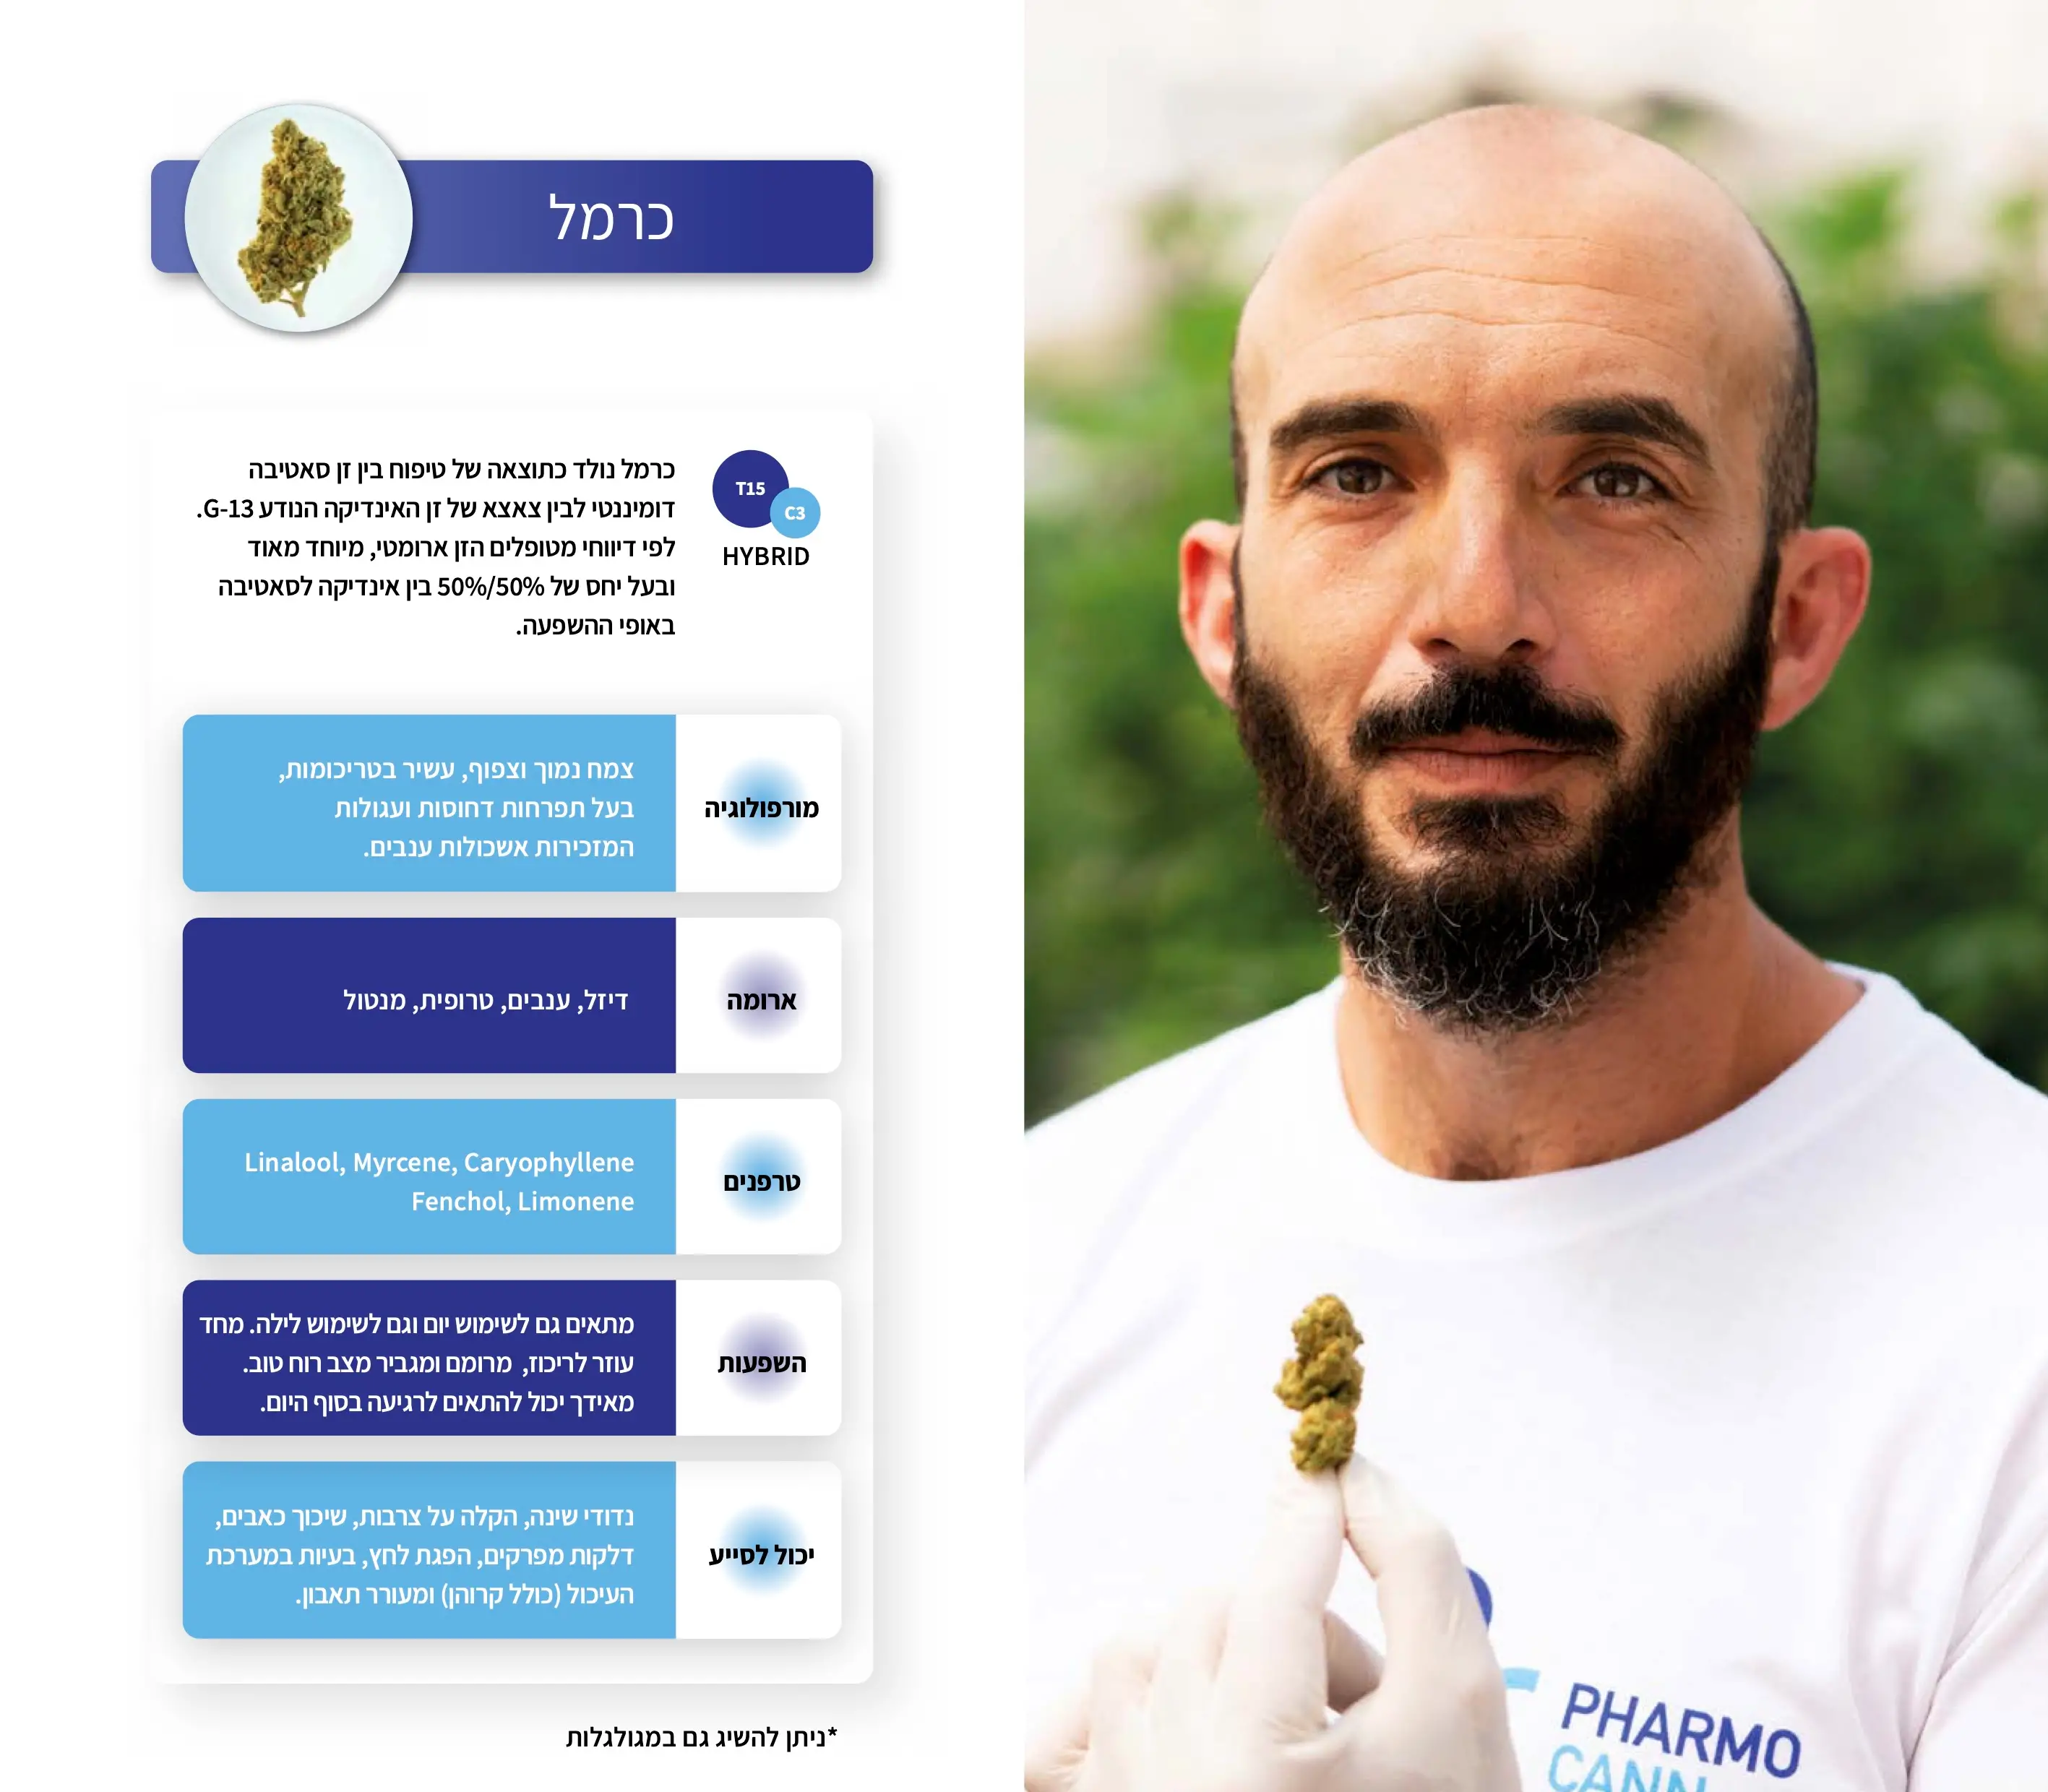 כרמל
T15
C3
HYBRID
כרמל נולד כתוצאה של טיפוח בין זן סאטיבה
דומיננטי לבין צאצא של זן האינדיקה הנודע G-13.
לפי דיווחי מטופלים הזן ארומטי, מיוחד מאוד
ובעל יחס של 50%/50% בין אינדיקה לסאטיבה
באופי ההשפעה.
מורפולוגיה
צמח נמוך וצפוף, עשיר בטריכומות,
בעל תפרחות דחוסות ועגולות
המזכירות אשכולות ענבים.
ארומה
דיזל, ענבים, טרופית, מנטול
טרפנים
Linalool, Myrcene, Caryophyllene
Fenchol, Limonene
השפעות
מתאים גם לשימוש יום וגם לשימוש לילה. מחד
עוזר לריכוז, מרומם ומגביר מצב רוח טוב.
מאידך יכול להתאים לרגיעה בסוף היום.
יכול לסייע
נדודי שינה, הקלה על צרבות, שיכוך כאבים,
דלקות מפרקים, הפגת לחץ, בעיות במערכת
העיכול (כולל קרוהן) ומעורר תאבון.
*ניתן להשיג גם במגולגלות
PHARMO
CANN